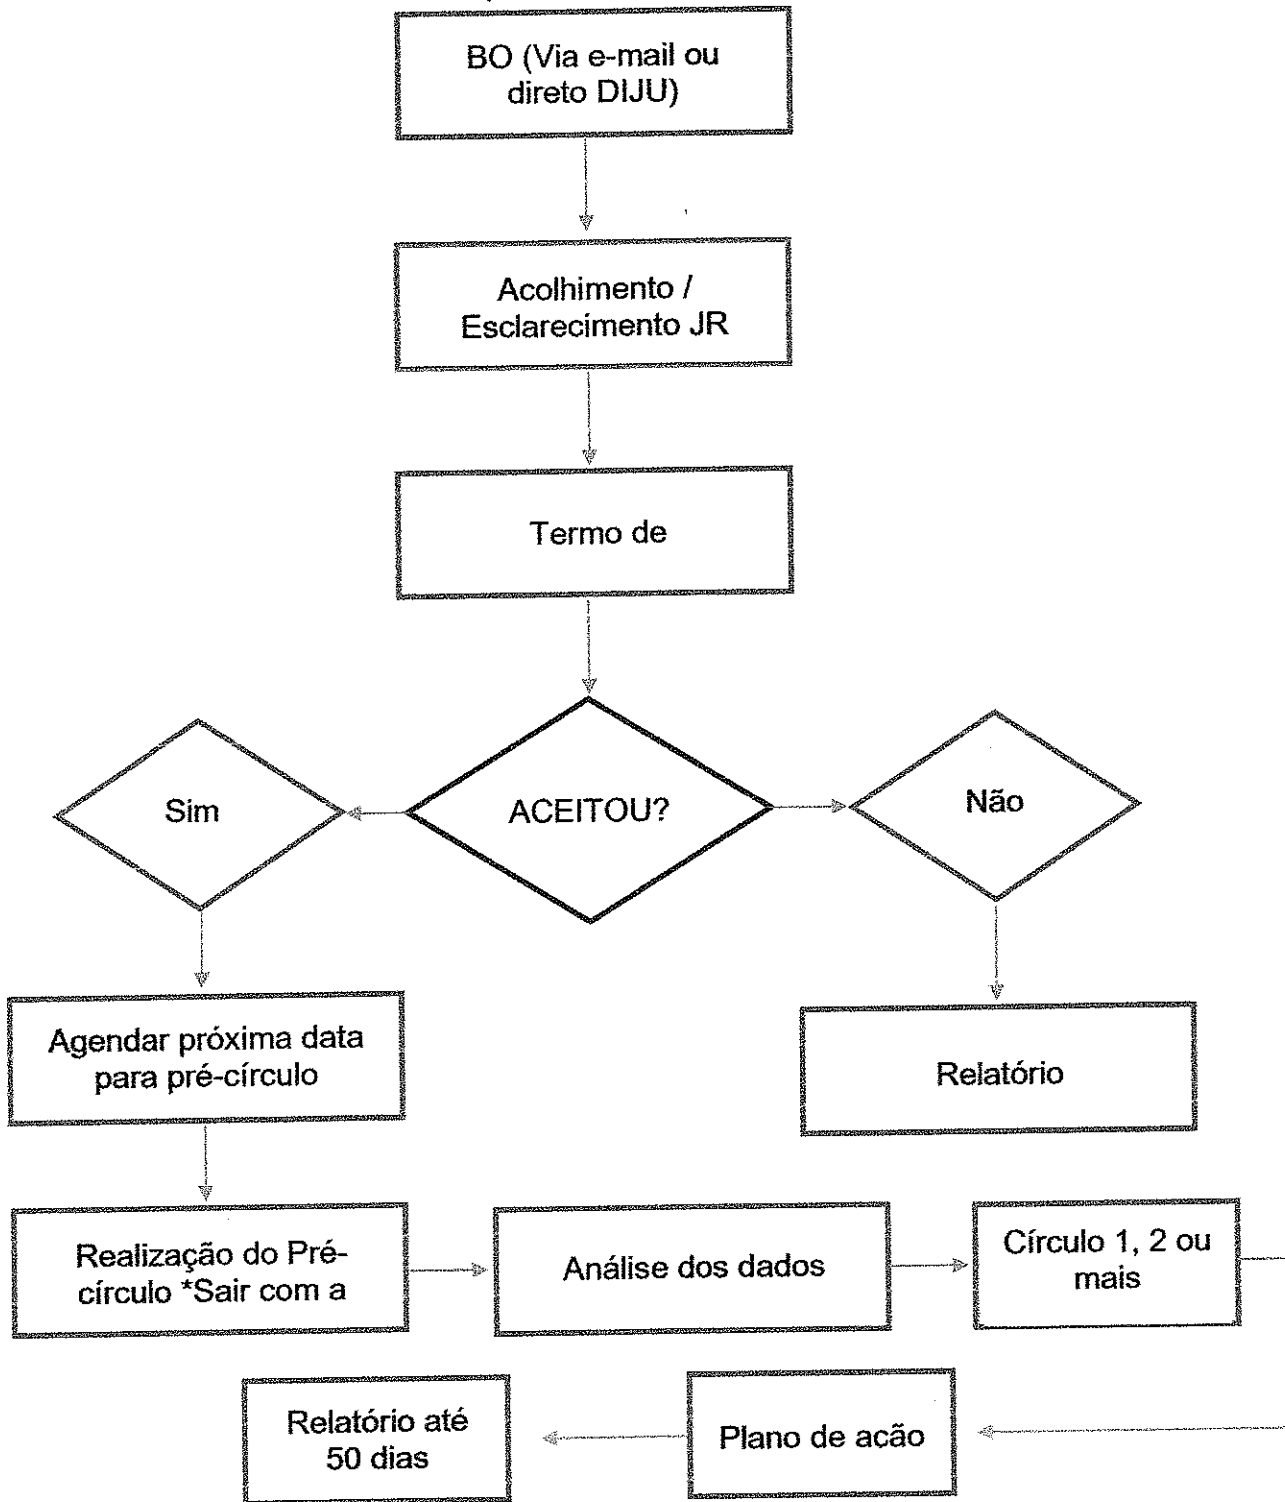 BO (Via e-mail ou
direto DIJU)
Acolhimento /
Esclarecimento JR
Termo de
Sim
ACEITOU?
Não
Agendar próxima data
para pré-círculo
Relatório
Realização do Pré-
círculo *Sair com a
Análise dos dados
Círculo 1, 2 ou
mais
Relatório até
50 dias
Plano de acão